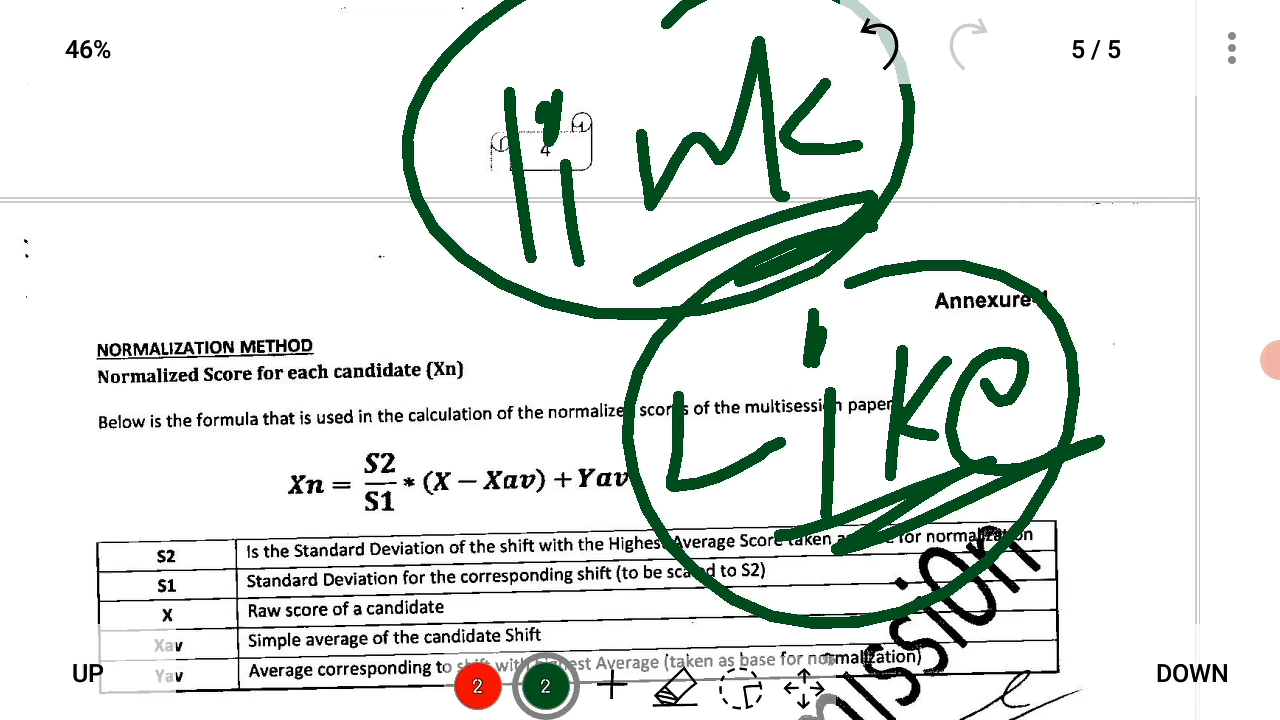 46%
5 / 5
4
Link
Annexure-I
NORMALIZATION METHOD
Normalized Score for each candidate (Xn)
Below is the formula that is used in the calculation of the normalized scores of the multisession paper
Xn = S2/S1 * (X − Xav) + Yav
Like
S2 Is the Standard Deviation of the shift with the Highest Average Score taken as base for normalization
S1 Standard Deviation for the corresponding shift (to be scaled to S2)
X Raw score of a candidate
Xav Simple average of the candidate Shift
Yav Average corresponding to shift with highest Average (taken as base for normalization)
UP
2
2
DOWN